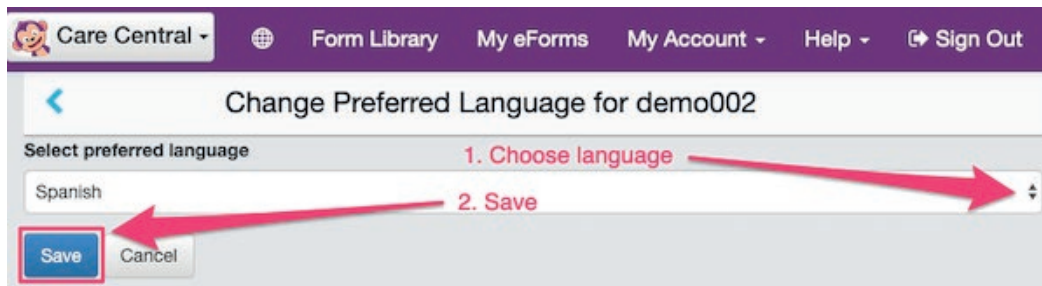 Care Central
Form Library
My eForms
My Account
Help
Sign Out
Change Preferred Language for demo002
Select preferred language
1. Choose language
Spanish
2. Save
Save
Cancel